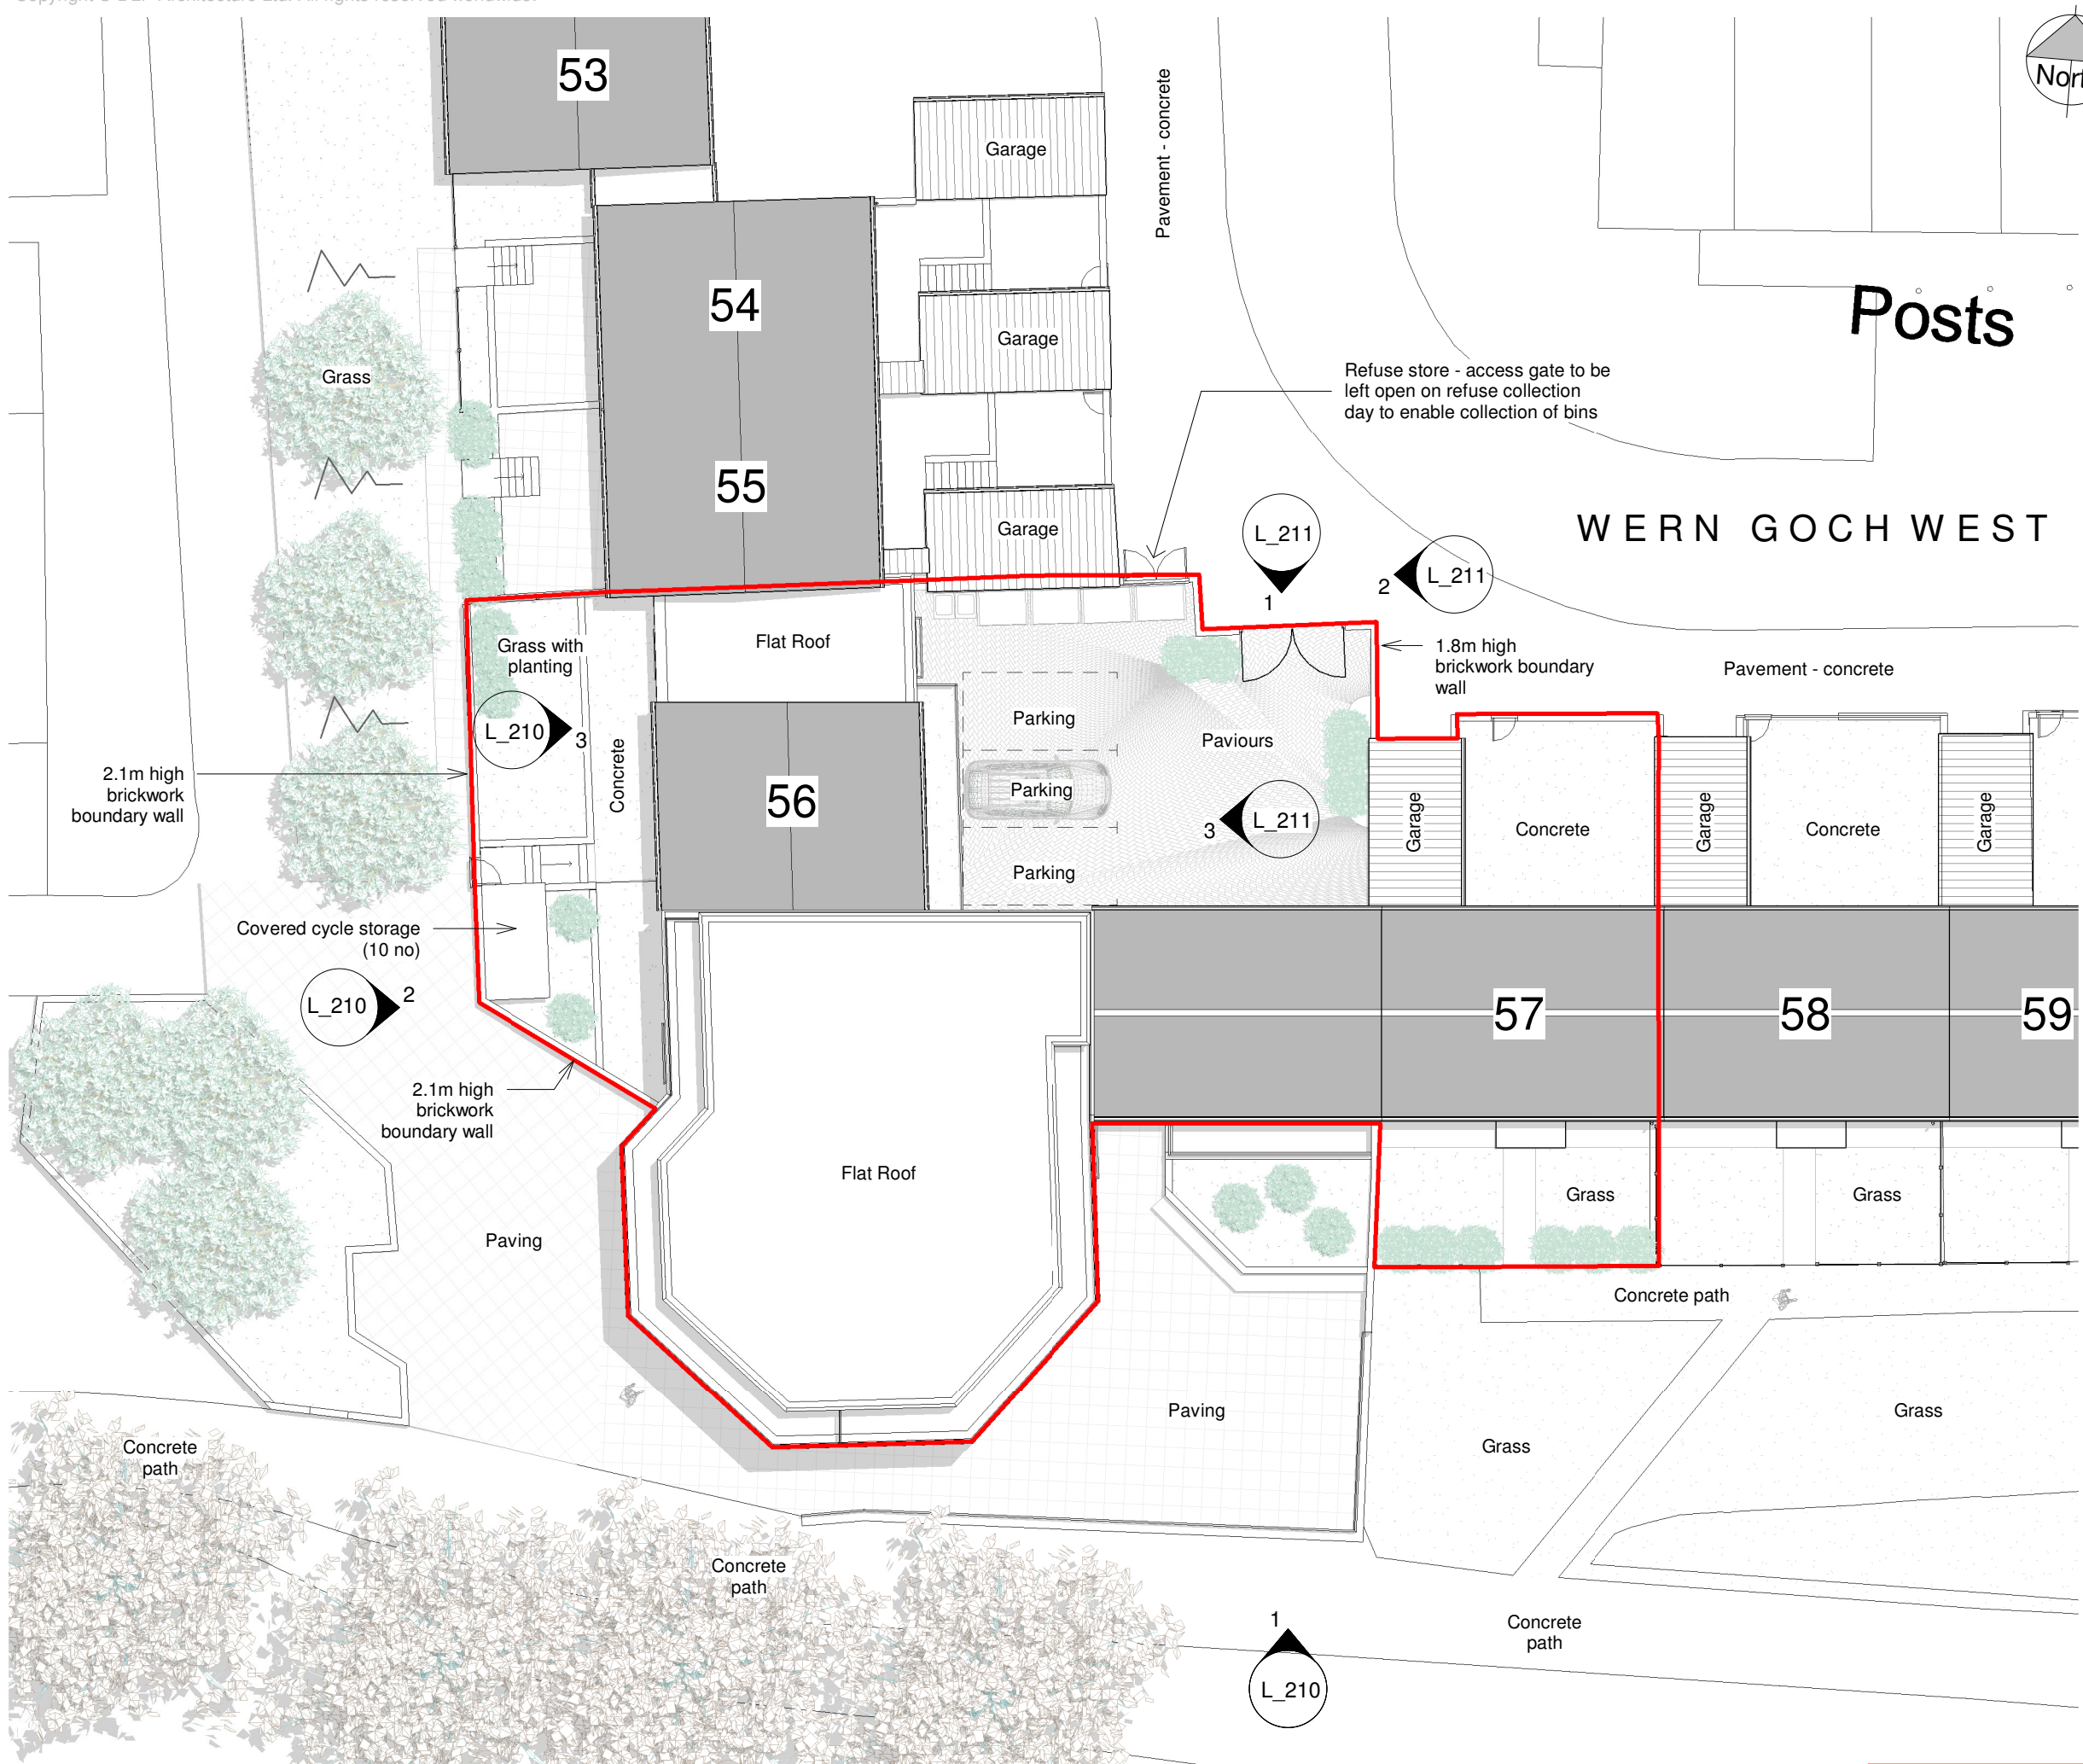 53
Garage
Pavement - concrete
Nor
54
Garage
Posts
Grass
Refuse store - access gate to be
left open on refuse collection
day to enable collection of bins
55
Garage
WERN GOCH WEST
L_211
1
2
L_211
Grass with
planting
Flat Roof
1.8m high
brickwork boundary
wall
Pavement - concrete
L_210
3
Parking
Paviours
Concrete
2.1m high
brickwork
boundary wall
56
Parking
3
L_211
Garage
Concrete
Garage
Concrete
Garage
Parking
Covered cycle storage
(10 no)
L_210
2
57
58
59
2.1m high
brickwork
boundary wall
Flat Roof
Grass
Grass
Paving
Concrete path
Paving
Grass
Grass
Concrete
path
Concrete
path
Concrete
path
1
L_210